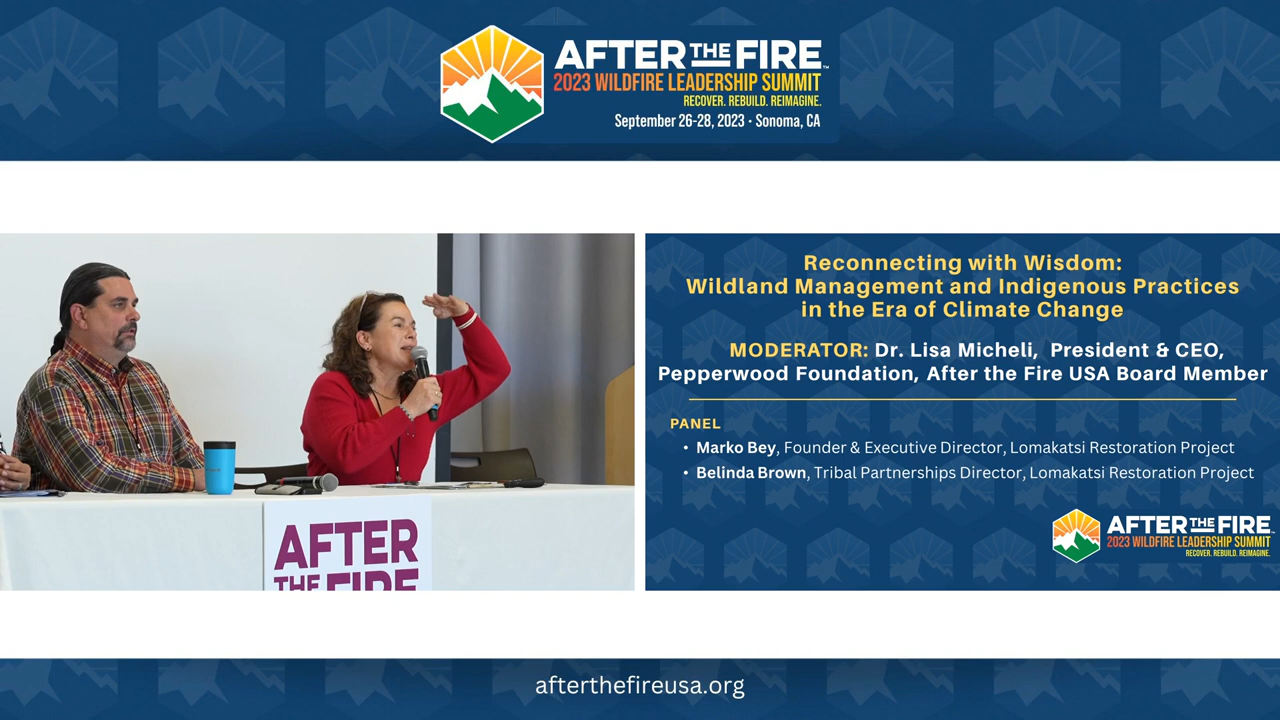 AFTER THE FIRE™
2023 WILDFIRE LEADERSHIP SUMMIT
RECOVER. REBUILD. REIMAGINE.
September 26-28, 2023 • Sonoma, CA
AFTER
THE FIRE
Reconnecting with Wisdom:
Wildland Management and Indigenous Practices
in the Era of Climate Change
MODERATOR: Dr. Lisa Micheli, President & CEO,
Pepperwood Foundation, After the Fire USA Board Member
PANEL
• Marko Bey, Founder & Executive Director, Lomakatsi Restoration Project
• Belinda Brown, Tribal Partnerships Director, Lomakatsi Restoration Project
AFTER THE FIRE™
2023 WILDFIRE LEADERSHIP SUMMIT
RECOVER. REBUILD. REIMAGINE.
afterthefireusa.org